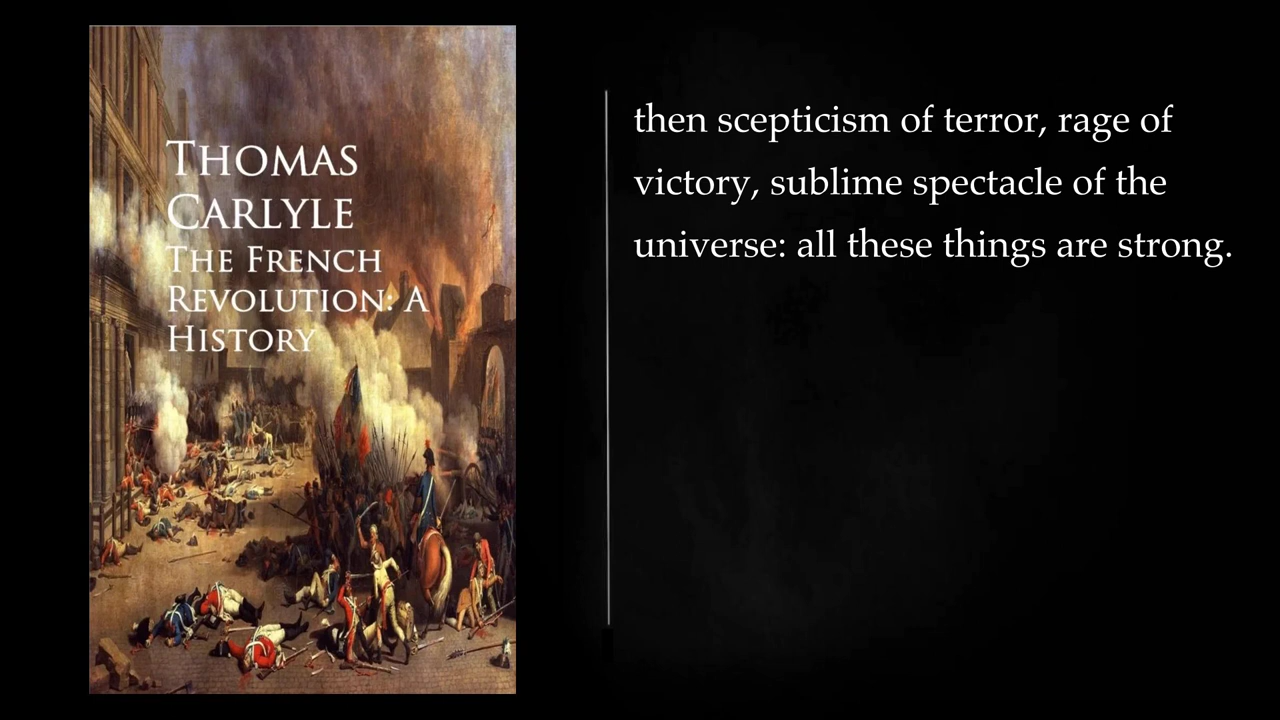 THOMAS
CARLYLE
THE FRENCH
REVOLUTION: A
HISTORY
then scepticism of terror, rage of
victory, sublime spectacle of the
universe: all these things are strong.